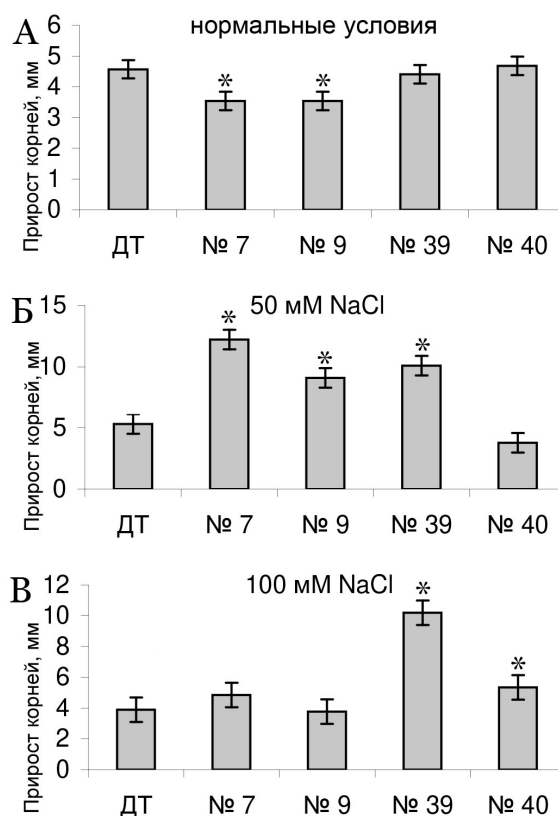 А
нормальные условия
Прирост корней, мм
6
5
4
3
2
1
0
*
*
ДТ № 7 № 9 № 39 № 40
Б
50 мМ NaCl
Прирост корней, мм
15
10
5
0
*
*
*
ДТ № 7 № 9 № 39 № 40
В
100 мМ NaCl
Прирост корней, мм
12
10
8
6
4
2
0
*
*
ДТ № 7 № 9 № 39 № 40